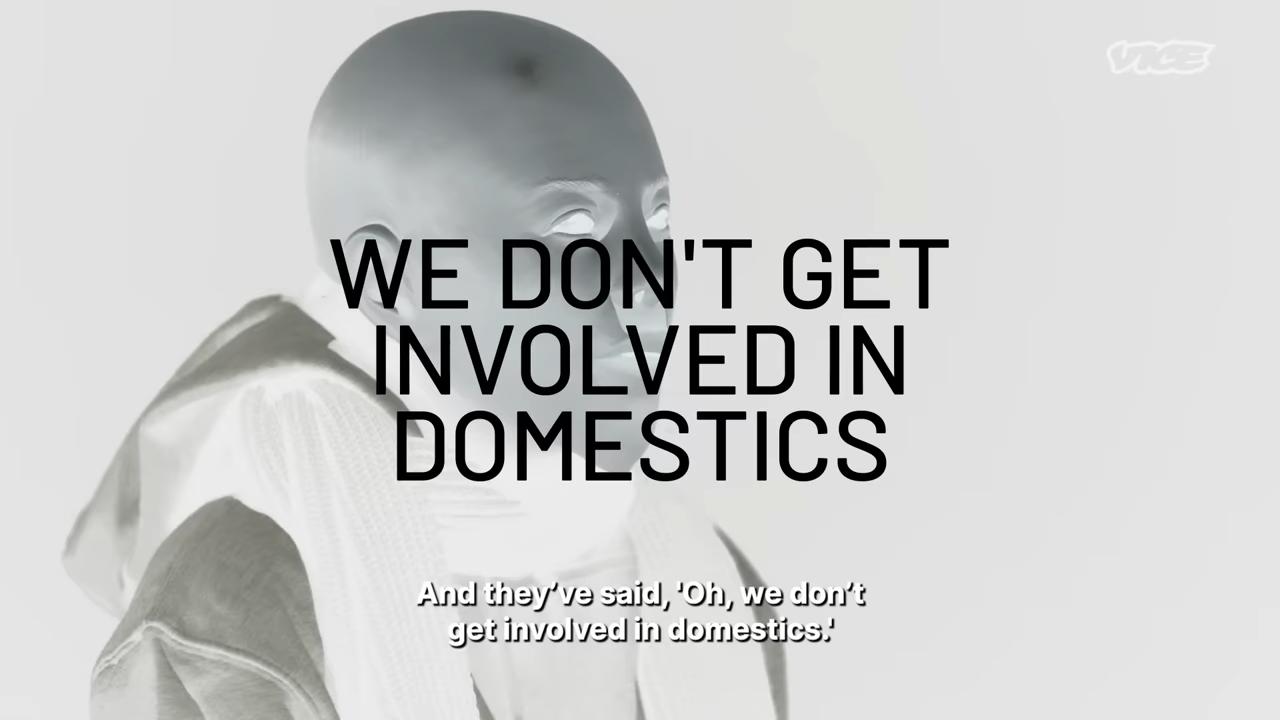 VICE
WE DON'T GET
INVOLVED IN
DOMESTICS
And they've said, 'Oh, we don't
get involved in domestics.'